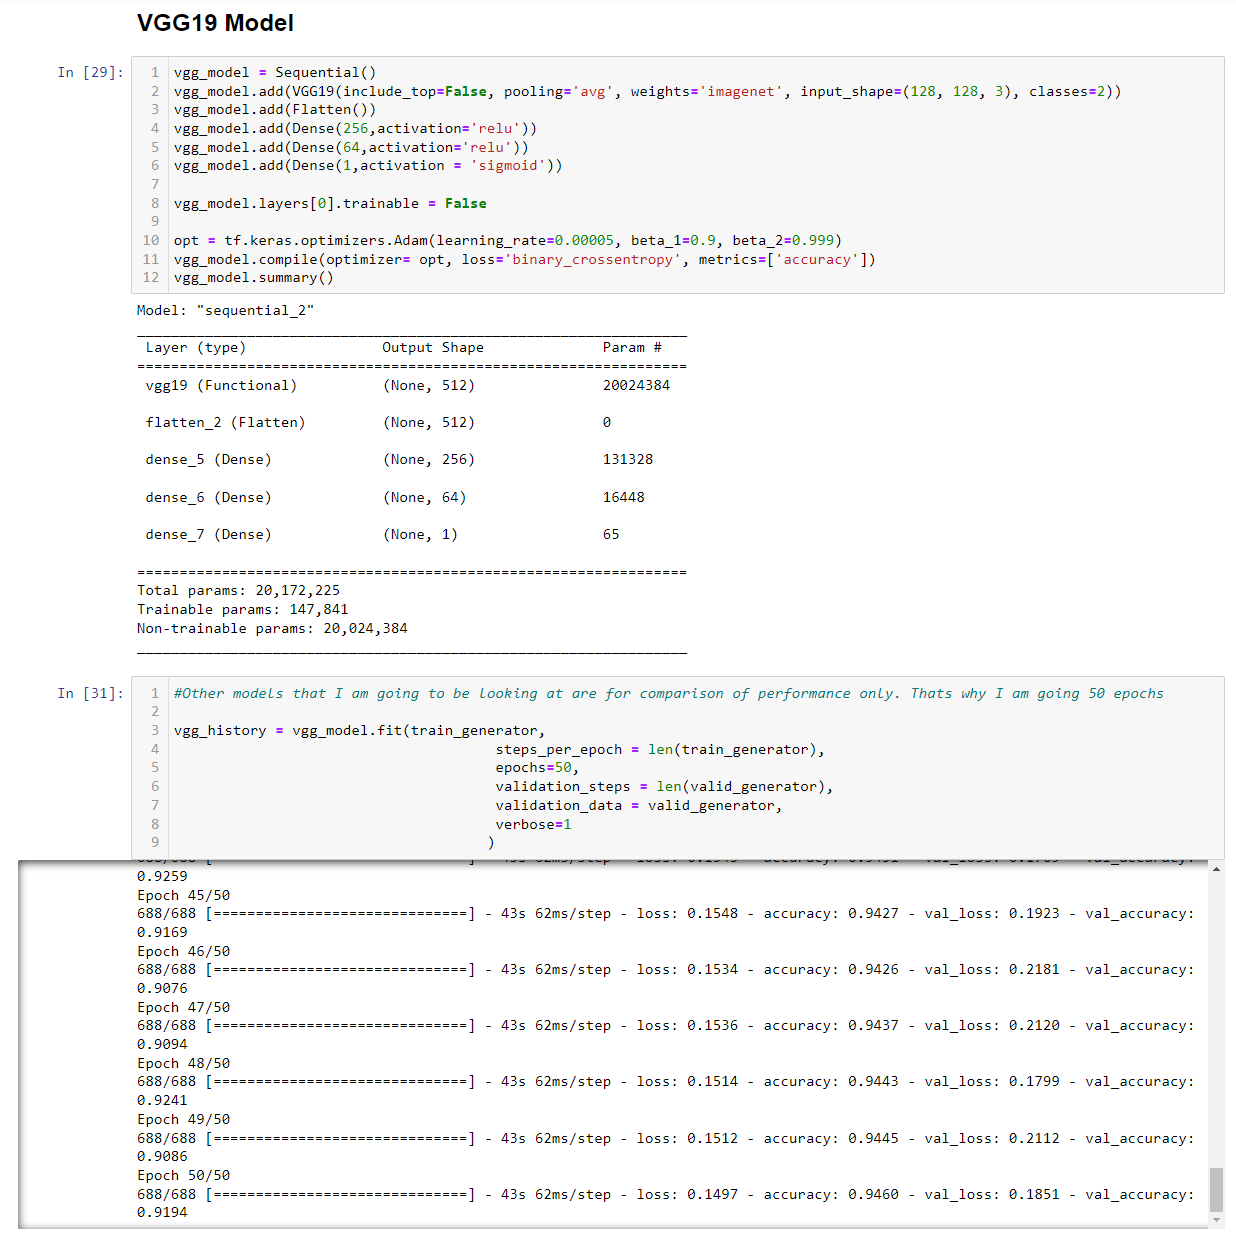 VGG19 Model
In [29]:
1 vgg_model = Sequential()
2 vgg_model.add(VGG19(include_top=False, pooling='avg', weights='imagenet', input_shape=(128, 128, 3), classes=2))
3 vgg_model.add(Flatten())
4 vgg_model.add(Dense(256,activation='relu'))
5 vgg_model.add(Dense(64,activation='relu'))
6 vgg_model.add(Dense(1,activation = 'sigmoid'))
7
8 vgg_model.layers[0].trainable = False
9
10 opt = tf.keras.optimizers.Adam(learning_rate=0.00005, beta_1=0.9, beta_2=0.999)
11 vgg_model.compile(optimizer= opt, loss='binary_crossentropy', metrics=['accuracy'])
12 vgg_model.summary()
Model: "sequential_2"
_________________________________________________________________
Layer (type) Output Shape Param #
=================================================================
vgg19 (Functional) (None, 512) 20024384
flatten_2 (Flatten) (None, 512) 0
dense_5 (Dense) (None, 256) 131328
dense_6 (Dense) (None, 64) 16448
dense_7 (Dense) (None, 1) 65
=================================================================
Total params: 20,172,225
Trainable params: 147,841
Non-trainable params: 20,024,384
_________________________________________________________________
In [31]:
1 #Other models that I am going to be looking at are for comparison of performance only. Thats why I am going 50 epochs
2
3 vgg_history = vgg_model.fit(train_generator,
4 steps_per_epoch = len(train_generator),
5 epochs=50,
6 validation_steps = len(valid_generator),
7 validation_data = valid_generator,
8 verbose=1
9 )
0.9259
Epoch 45/50
688/688 [==============================] - 43s 62ms/step - loss: 0.1548 - accuracy: 0.9427 - val_loss: 0.1923 - val_accuracy:
0.9169
Epoch 46/50
688/688 [==============================] - 43s 62ms/step - loss: 0.1534 - accuracy: 0.9426 - val_loss: 0.2181 - val_accuracy:
0.9076
Epoch 47/50
688/688 [==============================] - 43s 62ms/step - loss: 0.1536 - accuracy: 0.9437 - val_loss: 0.2120 - val_accuracy:
0.9094
Epoch 48/50
688/688 [==============================] - 43s 62ms/step - loss: 0.1514 - accuracy: 0.9443 - val_loss: 0.1799 - val_accuracy:
0.9241
Epoch 49/50
688/688 [==============================] - 43s 62ms/step - loss: 0.1512 - accuracy: 0.9445 - val_loss: 0.2112 - val_accuracy:
0.9086
Epoch 50/50
688/688 [==============================] - 43s 62ms/step - loss: 0.1497 - accuracy: 0.9460 - val_loss: 0.1851 - val_accuracy:
0.9194